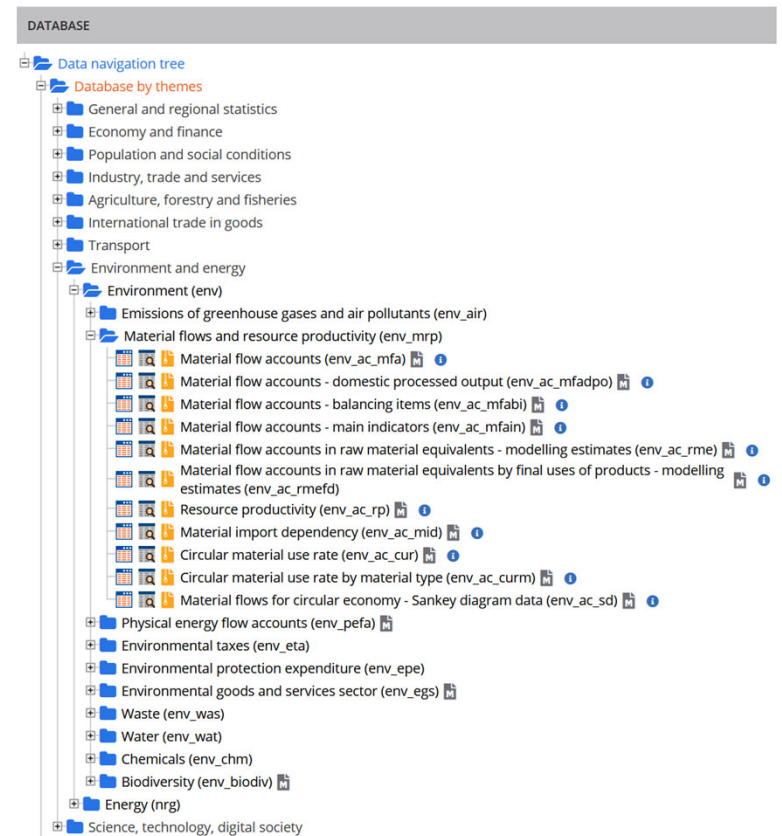 DATABASE
Data navigation tree
Database by themes
General and regional statistics
Economy and finance
Population and social conditions
Industry, trade and services
Agriculture, forestry and fisheries
International trade in goods
Transport
Environment and energy
Environment (env)
Emissions of greenhouse gases and air pollutants (env_air)
Material flows and resource productivity (env_mrp)
Material flow accounts (env_ac_mfa) M i
Material flow accounts - domestic processed output (env_ac_mfadpo) M i
Material flow accounts - balancing items (env_ac_mfabi) M i
Material flow accounts - main indicators (env_ac_mfain) M i
Material flow accounts in raw material equivalents - modelling estimates (env_ac_rme) M i
Material flow accounts in raw material equivalents by final uses of products - modelling
estimates (env_ac_rmefd) M i
Resource productivity (env_ac_rp) M i
Material import dependency (env_ac_mid) M i
Circular material use rate (env_ac_cur) M i
Circular material use rate by material type (env_ac_curm) M i
Material flows for circular economy - Sankey diagram data (env_ac_sd) M i
Physical energy flow accounts (env_pefa) M
Environmental taxes (env_eta)
Environmental protection expenditure (env_epe)
Environmental goods and services sector (env_egs) M
Waste (env_was)
Water (env_wat)
Chemicals (env_chm)
Biodiversity (env_biodiv) M
Energy (nrg)
Science, technology, digital society